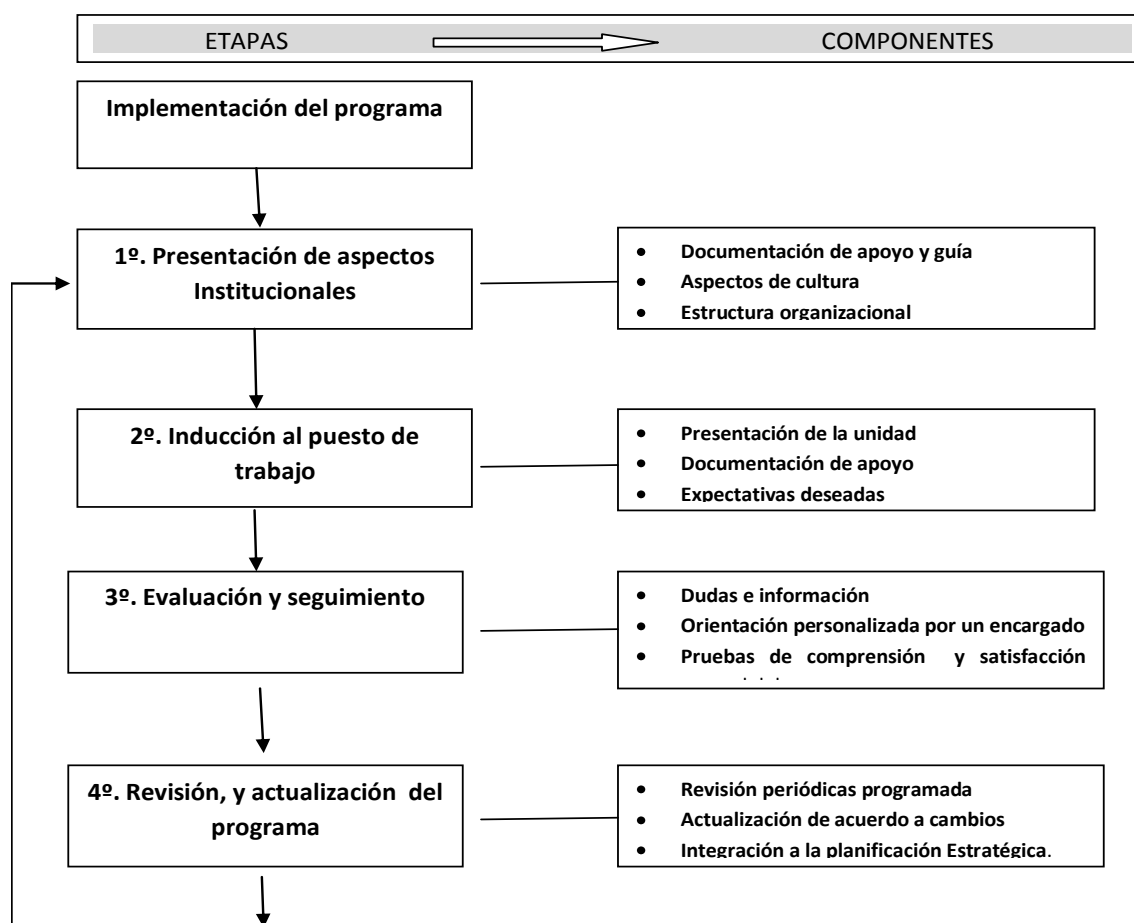 ETAPAS COMPONENTES
Implementación del programa
1º. Presentación de aspectos
Institucionales
• Documentación de apoyo y guía
• Aspectos de cultura
• Estructura organizacional
2º. Inducción al puesto de
trabajo
• Presentación de la unidad
• Documentación de apoyo
• Expectativas deseadas
3º. Evaluación y seguimiento
• Dudas e información
• Orientación personalizada por un encargado
• Pruebas de comprensión y satisfacción
4º. Revisión, y actualización del
programa
• Revisión periódicas programada
• Actualización de acuerdo a cambios
• Integración a la planificación Estratégica.